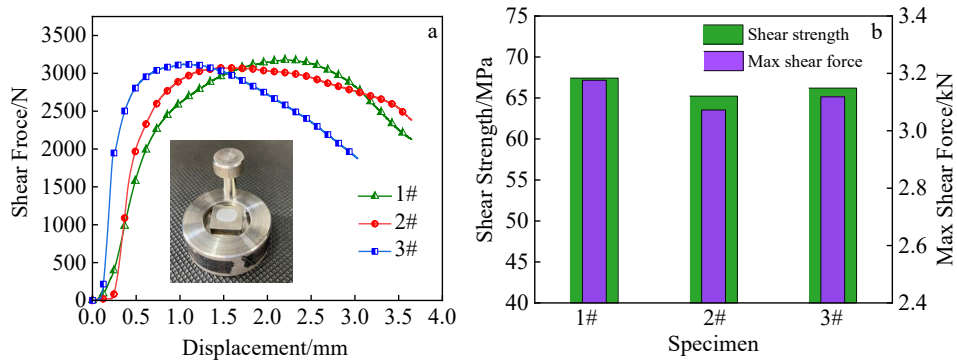 a
3500
3000
2500
2000
1500
1000
500
0
Shear Froce/N
1#
2#
3#
0.0 0.5 1.0 1.5 2.0 2.5 3.0 3.5 4.0
Displacement/mm
b
75
70
65
60
55
50
45
40
Shear Strength/MPa
Shear strength
Max shear force
3.4
3.2
3.0
2.8
2.6
2.4
Max Shear Force/kN
1# 2# 3#
Specimen